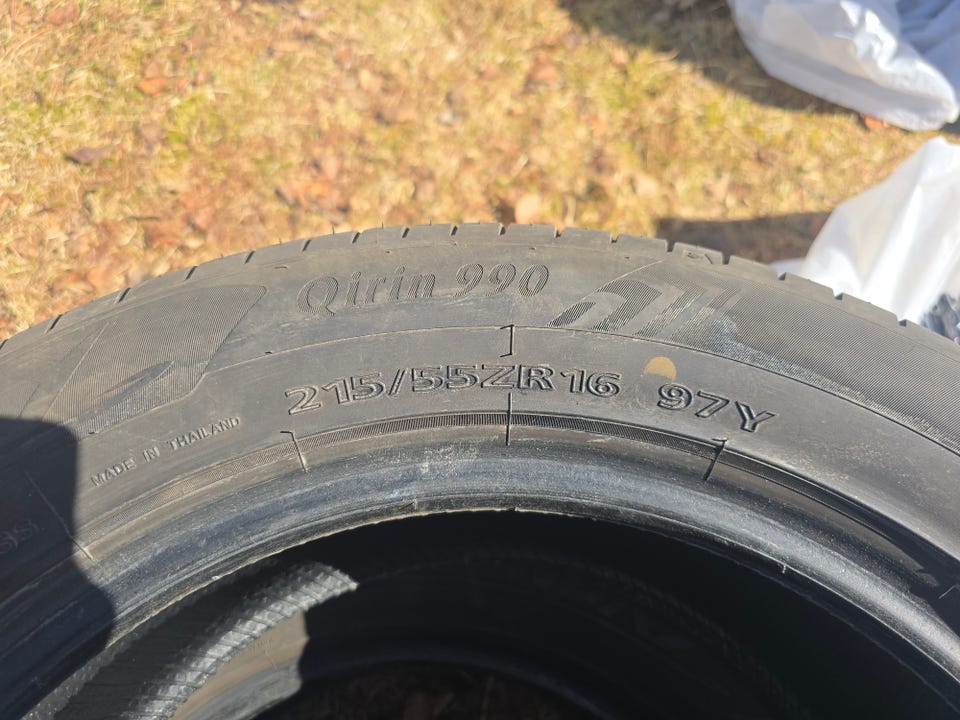 Qirin 990
215/55ZR16 97Y
MADE IN THAILAND